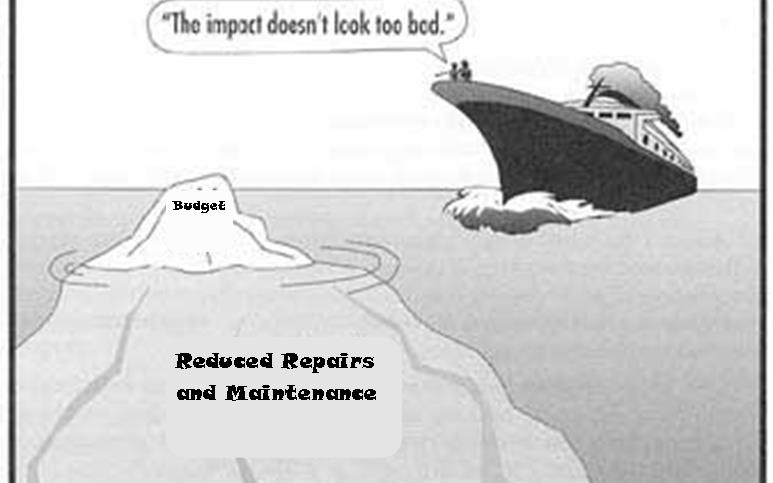 "The impact doesn't look too bad."
Budget
Reduced Repairs
and Maintenance